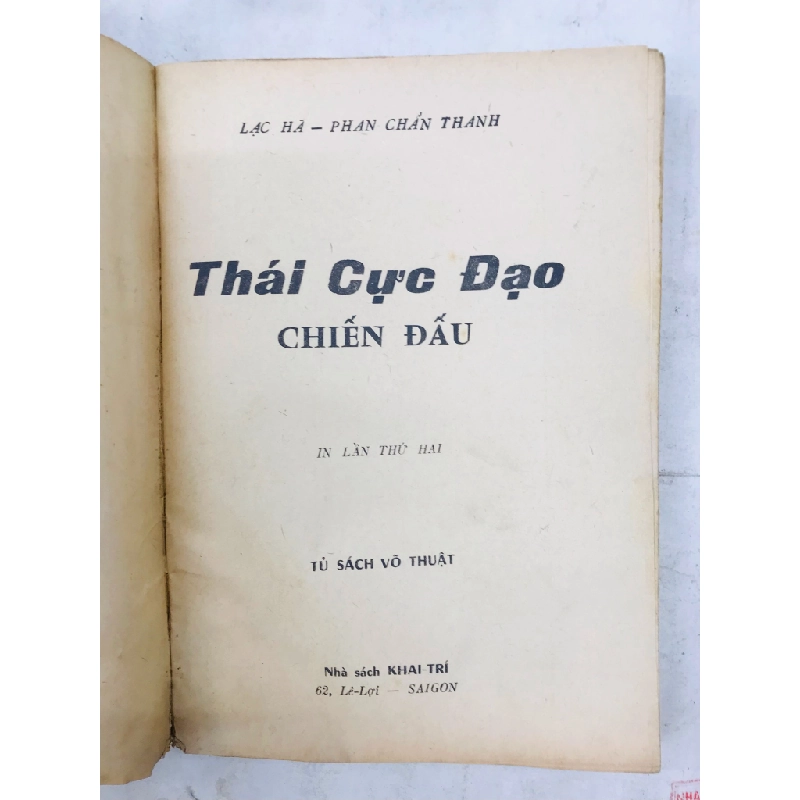 LẠC HÀ — PHAN CHẤN THANH
Thái Cực Đạo
CHIẾN ĐẤU
IN LẦN THỨ HAI
TỦ SÁCH VÕ THUẬT
Nhà sách KHAI-TRÍ
62, Lê-Lợi — SAIGON